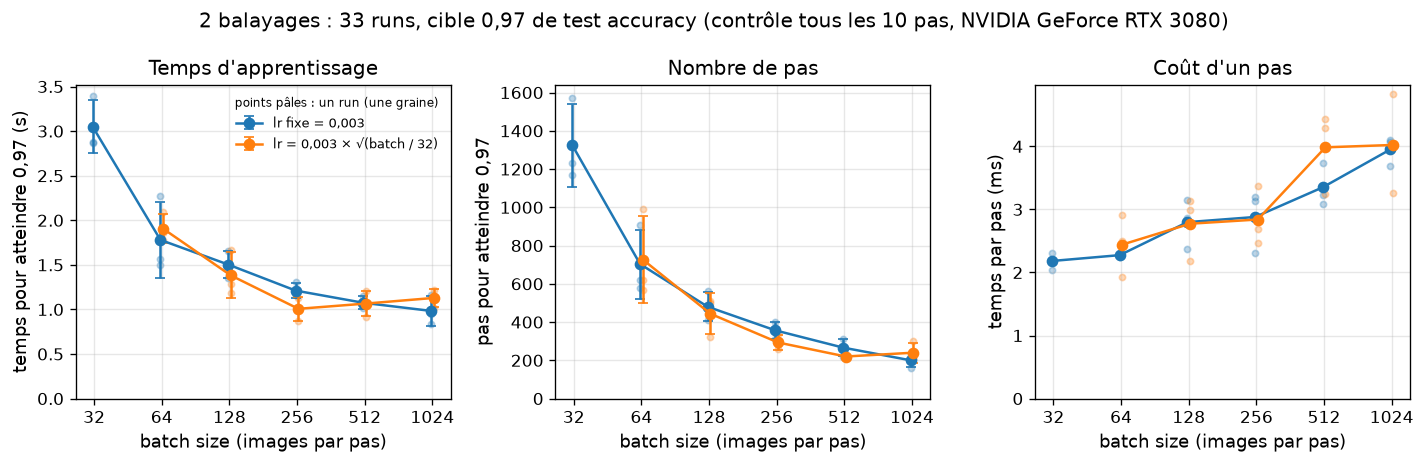 2 balayages : 33 runs, cible 0,97 de test accuracy (contrôle tous les 10 pas, NVIDIA GeForce RTX 3080)
Temps d'apprentissage
temps pour atteindre 0,97 (s)
3.5
3.0
2.5
2.0
1.5
1.0
0.5
0.0
points pâles : un run (une graine)
lr fixe = 0,003
lr = 0,003 × √(batch / 32)
32 64 128 256 512 1024
batch size (images par pas)
Nombre de pas
pas pour atteindre 0,97
1600
1400
1200
1000
800
600
400
200
0
32 64 128 256 512 1024
batch size (images par pas)
Coût d'un pas
temps par pas (ms)
4
3
2
1
0
32 64 128 256 512 1024
batch size (images par pas)